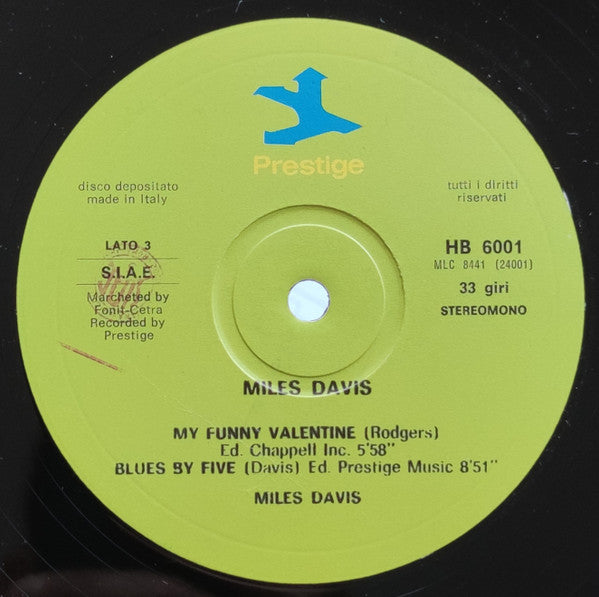 Prestige
disco depositato
made in Italy
tutti i diritti
riservati
LATO 3
S.I.A.E.
Marcheted by
Fonit-Cetra
Recorded by
Prestige
HB 6001
MLC 8441 (24001)
33 giri
STEREOMONO
MILES DAVIS
MY FUNNY VALENTINE (Rodgers)
Ed. Chappell Inc. 5'58"
BLUES BY FIVE (Davis) Ed. Prestige Music 8'51"
MILES DAVIS